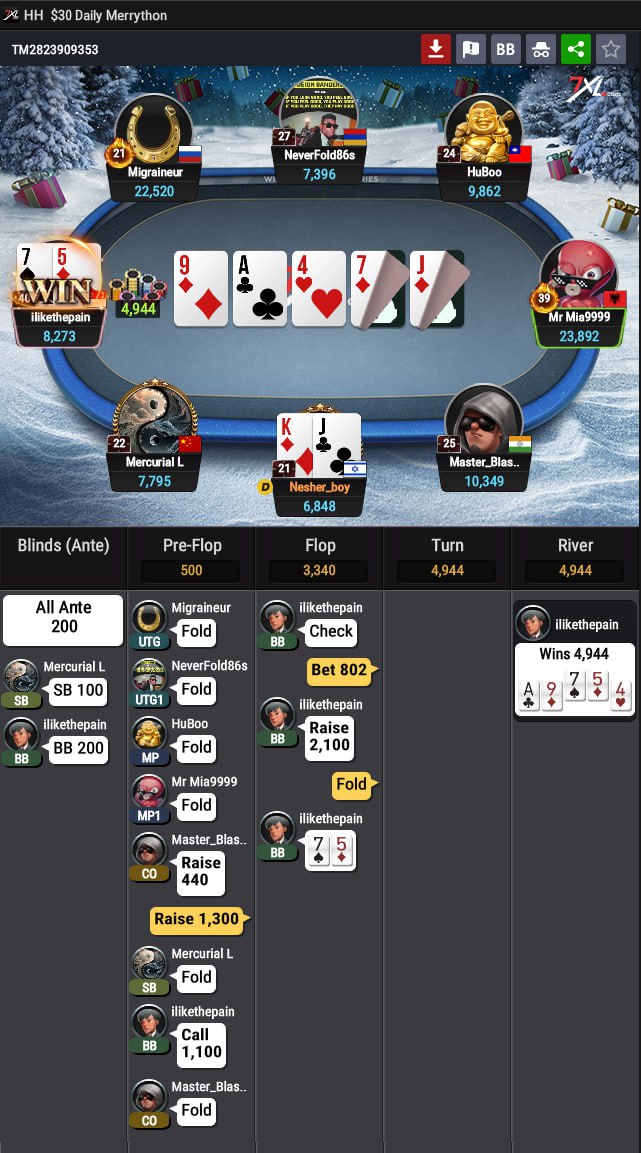 HH $30 Daily Merrython
TM2823909353
BB
7XL.com
27
NeverFold86s
7,396
21
Migraineur
22,520
24
HuBoo
9,862
9
A
4
7
J
7
5
WIN
ilikethepain
8,273
4,944
39
Mr Mia9999
23,892
22
Mercurial L
7,795
K
J
21
D
Nesher_boy
6,848
25
Master_Blas..
10,349
Blinds (Ante)
Pre-Flop
Flop
Turn
River
500
3,340
4,944
4,944
All Ante
200
Mercurial L
SB
SB 100
ilikethepain
BB
BB 200
Migraineur
UTG
Fold
NeverFold86s
UTG1
Fold
HuBoo
MP
Fold
Mr Mia9999
MP1
Fold
Master_Blas..
CO
Raise
440
Raise 1,300
Mercurial L
SB
Fold
ilikethepain
BB
Call
1,100
Master_Blas..
CO
Fold
ilikethepain
BB
Check
Bet 802
ilikethepain
BB
Raise
2,100
Fold
ilikethepain
BB
7 5
ilikethepain
Wins 4,944
A 9 7 5 4